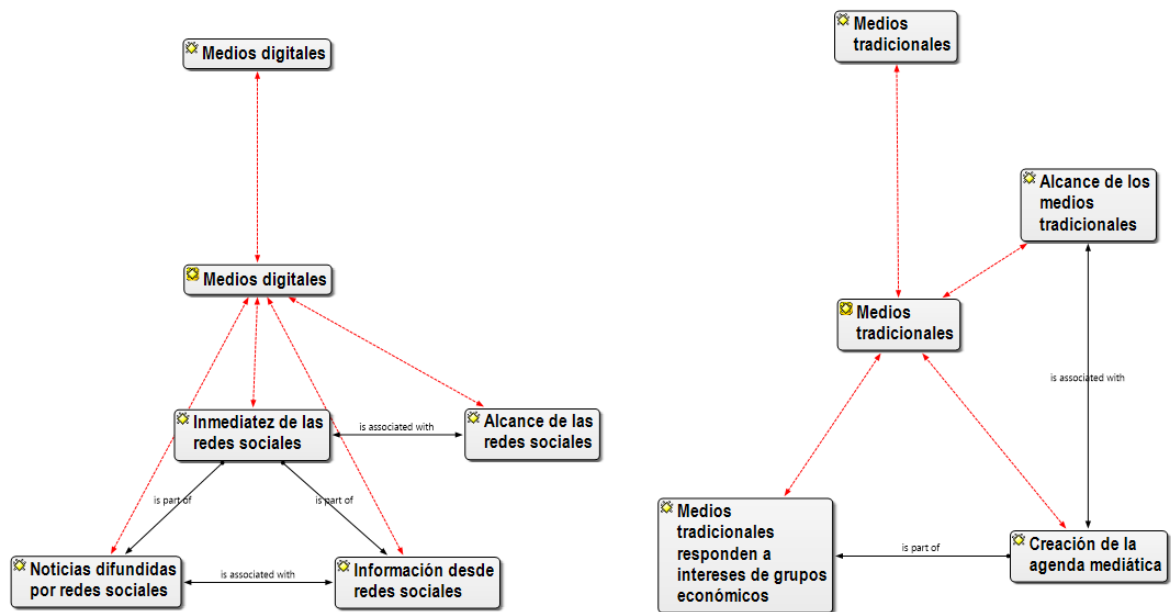 Medios digitales
Medios digitales
Inmediatez de las
redes sociales
is associated with
Alcance de las
redes sociales
is part of
is part of
Noticias difundidas
por redes sociales
is associated with
Información desde
redes sociales
Medios
tradicionales
Alcance de los
medios
tradicionales
Medios
tradicionales
is associated with
Medios
tradicionales
responden a
intereses de grupos
económicos
is part of
Creación de la
agenda mediática